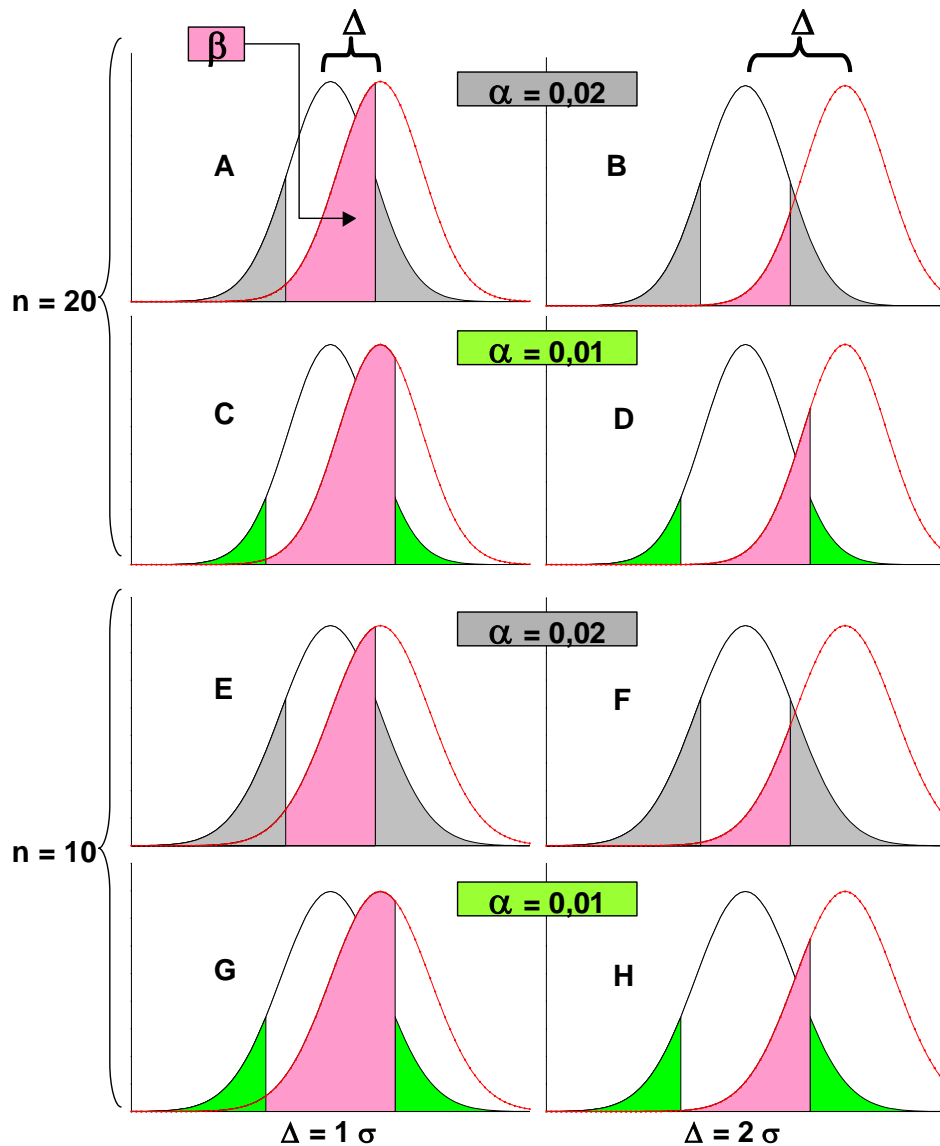 β
Δ
Δ
α = 0,02
A
B
n = 20
α = 0,01
C
D
α = 0,02
E
F
n = 10
α = 0,01
G
H
Δ = 1 σ
Δ = 2 σ